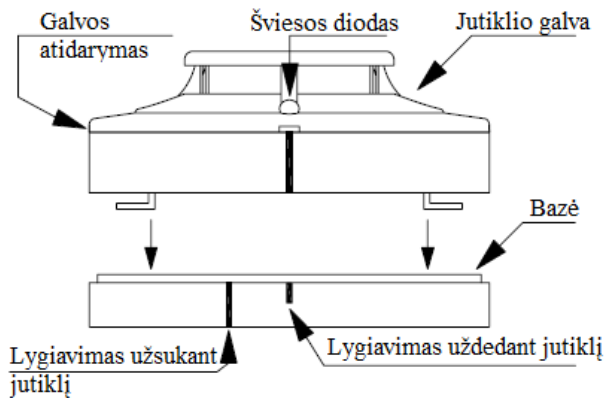 Galvos
atidarymas
Šviesos diodas
Jutiklio galva
Bazė
Lygiavimas užsukant
jutiklį
Lygiavimas uždedant jutiklį